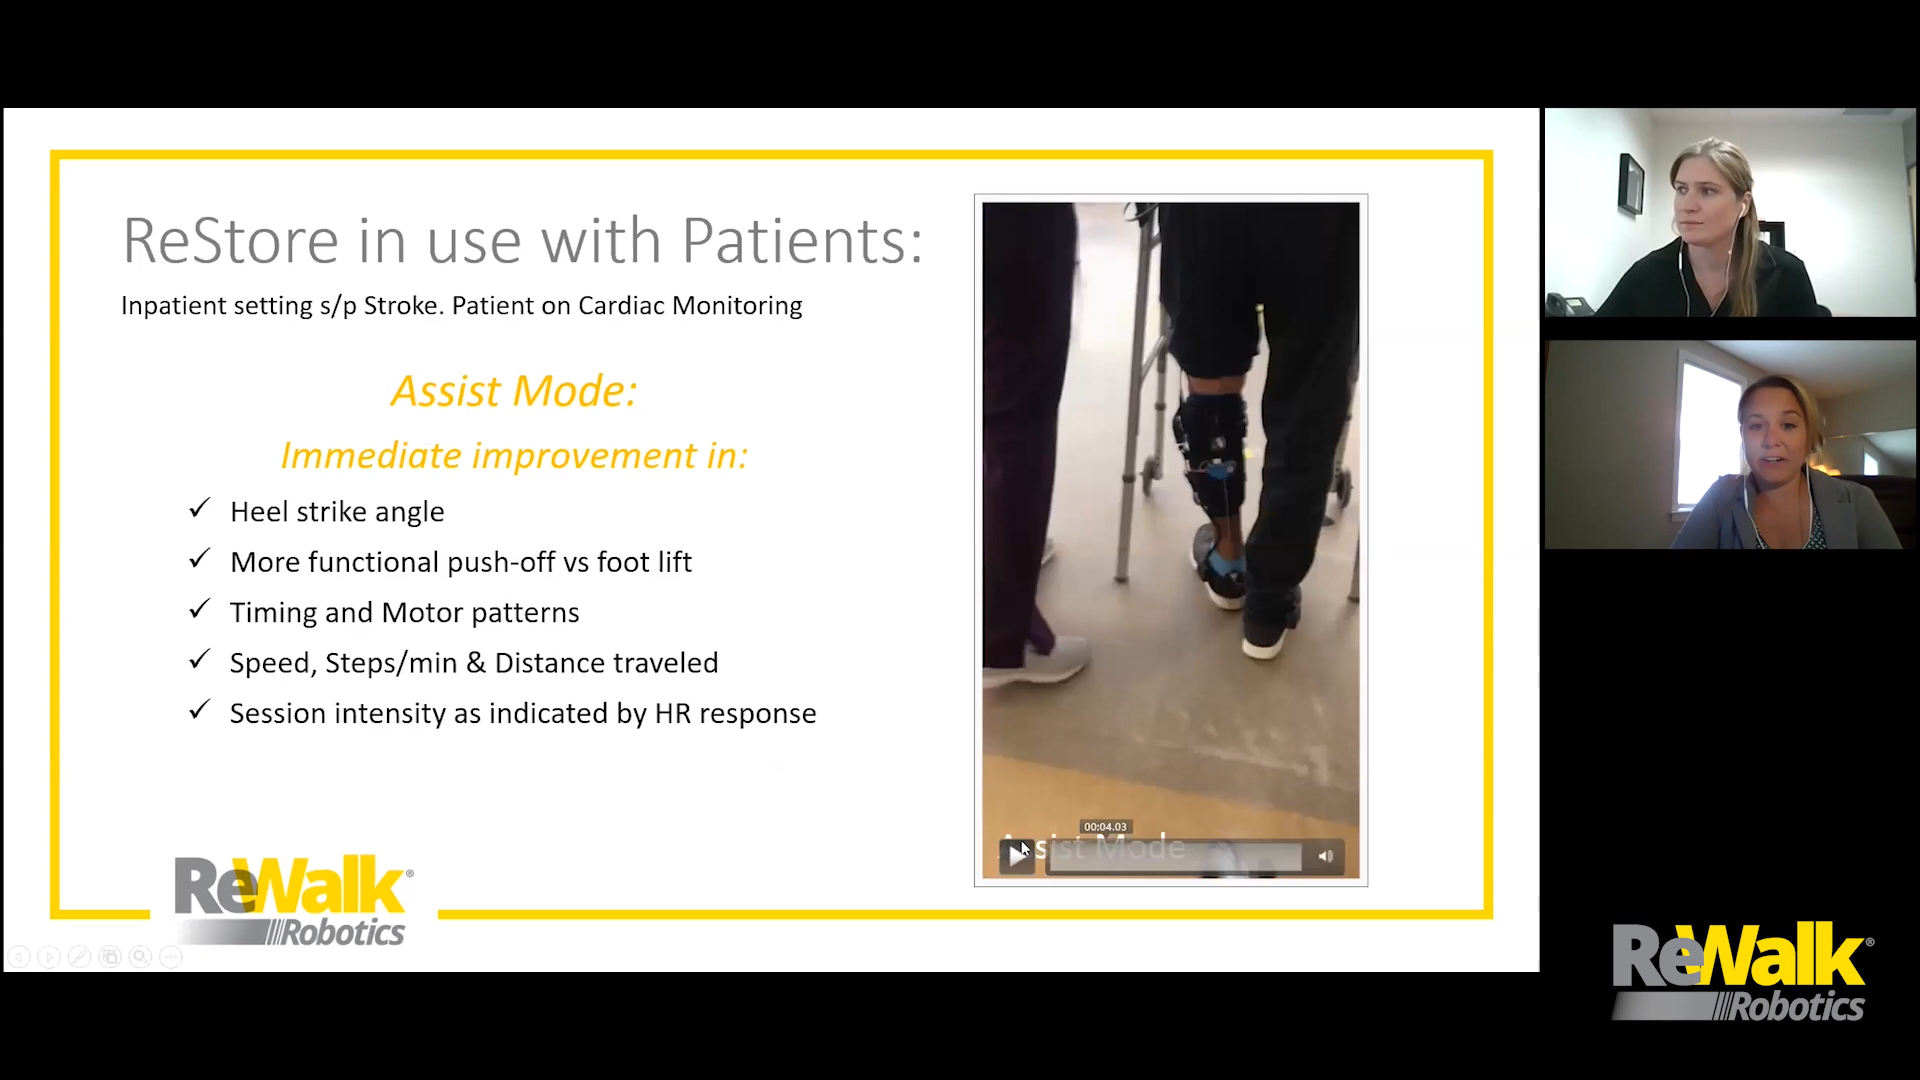 ReStore in use with Patients:
Inpatient setting s/p Stroke. Patient on Cardiac Monitoring
Assist Mode:
Immediate improvement in:
✓ Heel strike angle
✓ More functional push-off vs foot lift
✓ Timing and Motor patterns
✓ Speed, Steps/min & Distance traveled
✓ Session intensity as indicated by HR response
00:04.03
Assist Mode
ReWalk®
Robotics
ReWalk®
Robotics